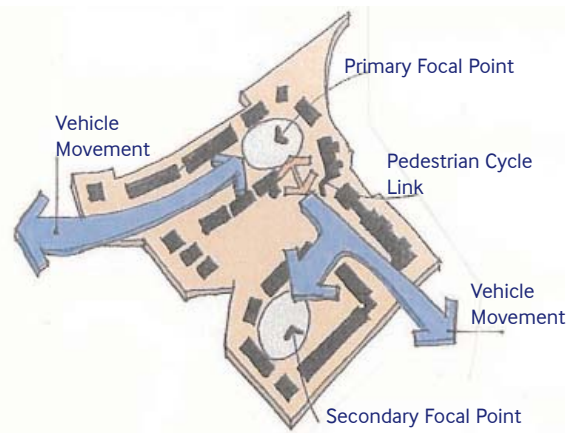 Primary Focal Point
Vehicle
Movement
Pedestrian Cycle
Link
Vehicle
Movement
Secondary Focal Point